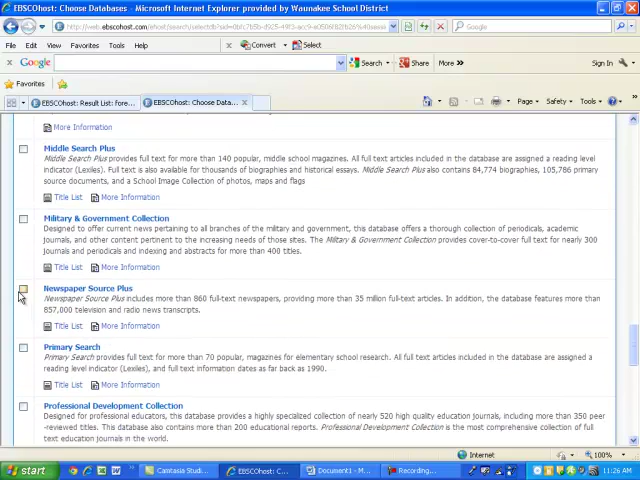 EBSCOhost: Choose Databases - Microsoft Internet Explorer provided by Waunakee School District
File Edit View Favorites Tools Help
Google
Convert Select
Google Search Share More >> Sign In
Favorites
EBSCOhost: Result List: fore...
EBSCOhost: Choose Data...
Page Safety Tools
More Information
Middle Search Plus
Middle Search Plus provides full text for more than 140 popular, middle school magazines. All full text articles included in the database are assigned a reading level
indicator (Lexiles). Full text is also available for thousands of biographies and historical essays. Middle Search Plus also contains 84,774 biographies, 105,786 primary
source documents, and a School Image Collection of photos, maps and flags
Title List More Information
Military & Government Collection
Designed to offer current news pertaining to all branches of the military and government, this database offers a thorough collection of periodicals, academic
journals, and other content pertinent to the increasing needs of those sites. The Military & Government Collection provides cover-to-cover full text for nearly 300
journals and periodicals and indexing and abstracts for more than 400 titles.
Title List More Information
Newspaper Source Plus
Newspaper Source Plus includes more than 860 full-text newspapers, providing more than 35 million full-text articles. In addition, the database features more than
857,000 television and radio news transcripts.
Title List More Information
Primary Search
Primary Search provides full text for more than 70 popular, magazines for elementary school research. All full text articles included in the database are assigned a
reading level indicator (Lexiles), and full text information dates as far back as 1990.
Title List More Information
Professional Development Collection
Designed for professional educators, this database provides a highly specialized collection of nearly 520 high quality education journals, including more than 350 peer
-reviewed titles. This database also contains more than 200 educational reports. Professional Development Collection is the most comprehensive collection of full
text education journals in the world.
Internet 100%
start Camtasia Studi... EBSCOhost: C... Document1 - M... Recording... 11:26 AM